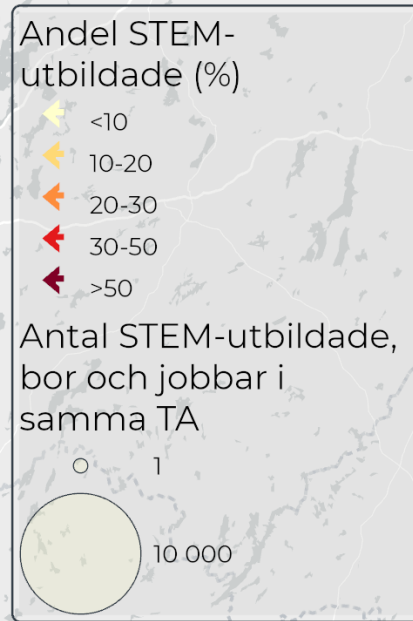 Andel STEM-
utbildade (%)
<10
10-20
20-30
30-50
>50
Antal STEM-utbildade,
bor och jobbar i
samma TA
1
10 000